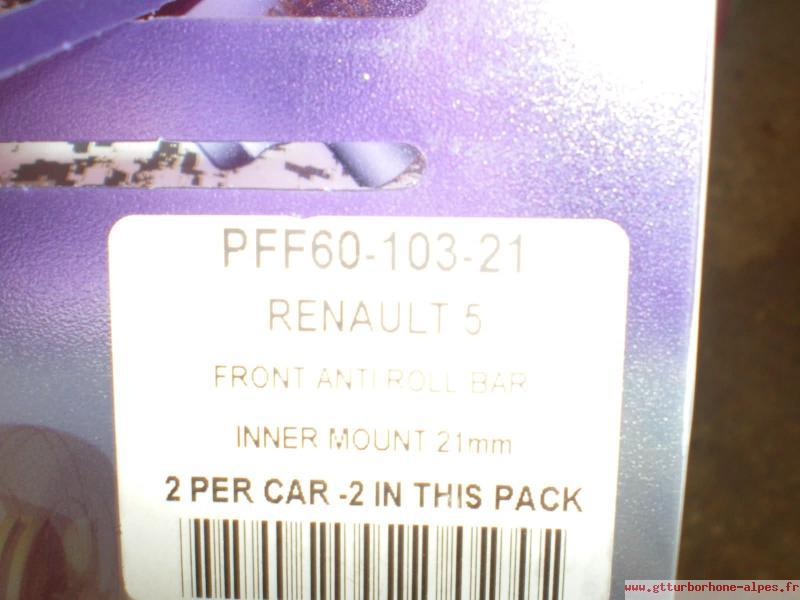 PFF60-103-21
RENAULT 5
FRONT ANTI ROLL BAR
INNER MOUNT 21mm
2 PER CAR -2 IN THIS PACK
www.gtturborhone-alpes.fr